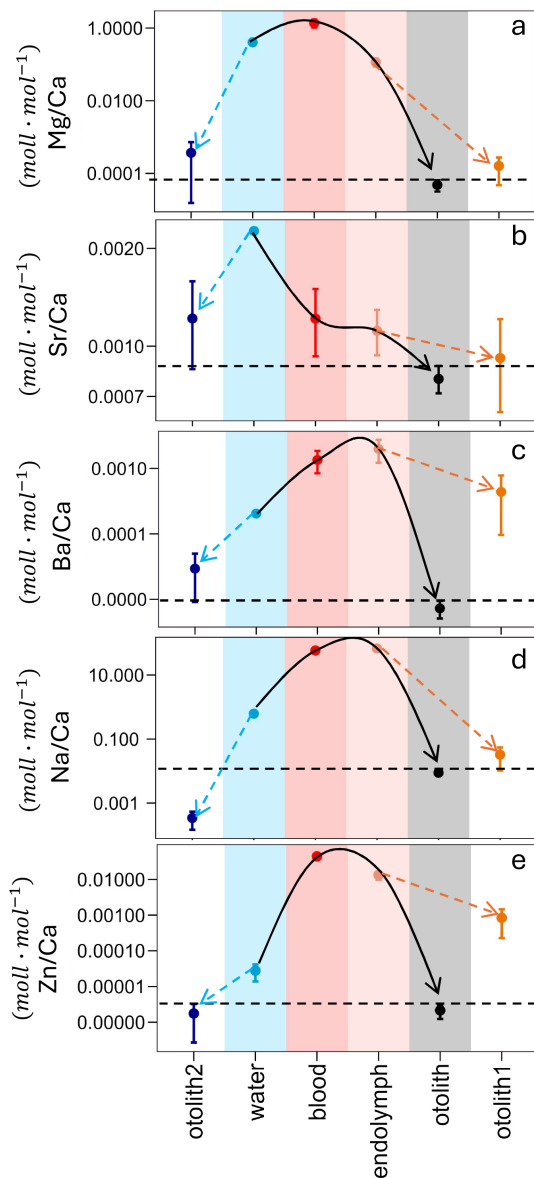 a
1.0000
0.0100
0.0001
(moll · mol⁻¹)
Mg/Ca
b
0.0020
0.0010
0.0007
(moll · mol⁻¹)
Sr/Ca
c
0.0010
0.0001
0.0000
(moll · mol⁻¹)
Ba/Ca
d
10.000
0.100
0.001
(moll · mol⁻¹)
Na/Ca
e
0.01000
0.00100
0.00010
0.00001
0.00000
(moll · mol⁻¹)
Zn/Ca
otolith2
water
blood
endolymph
otolith
otolith1